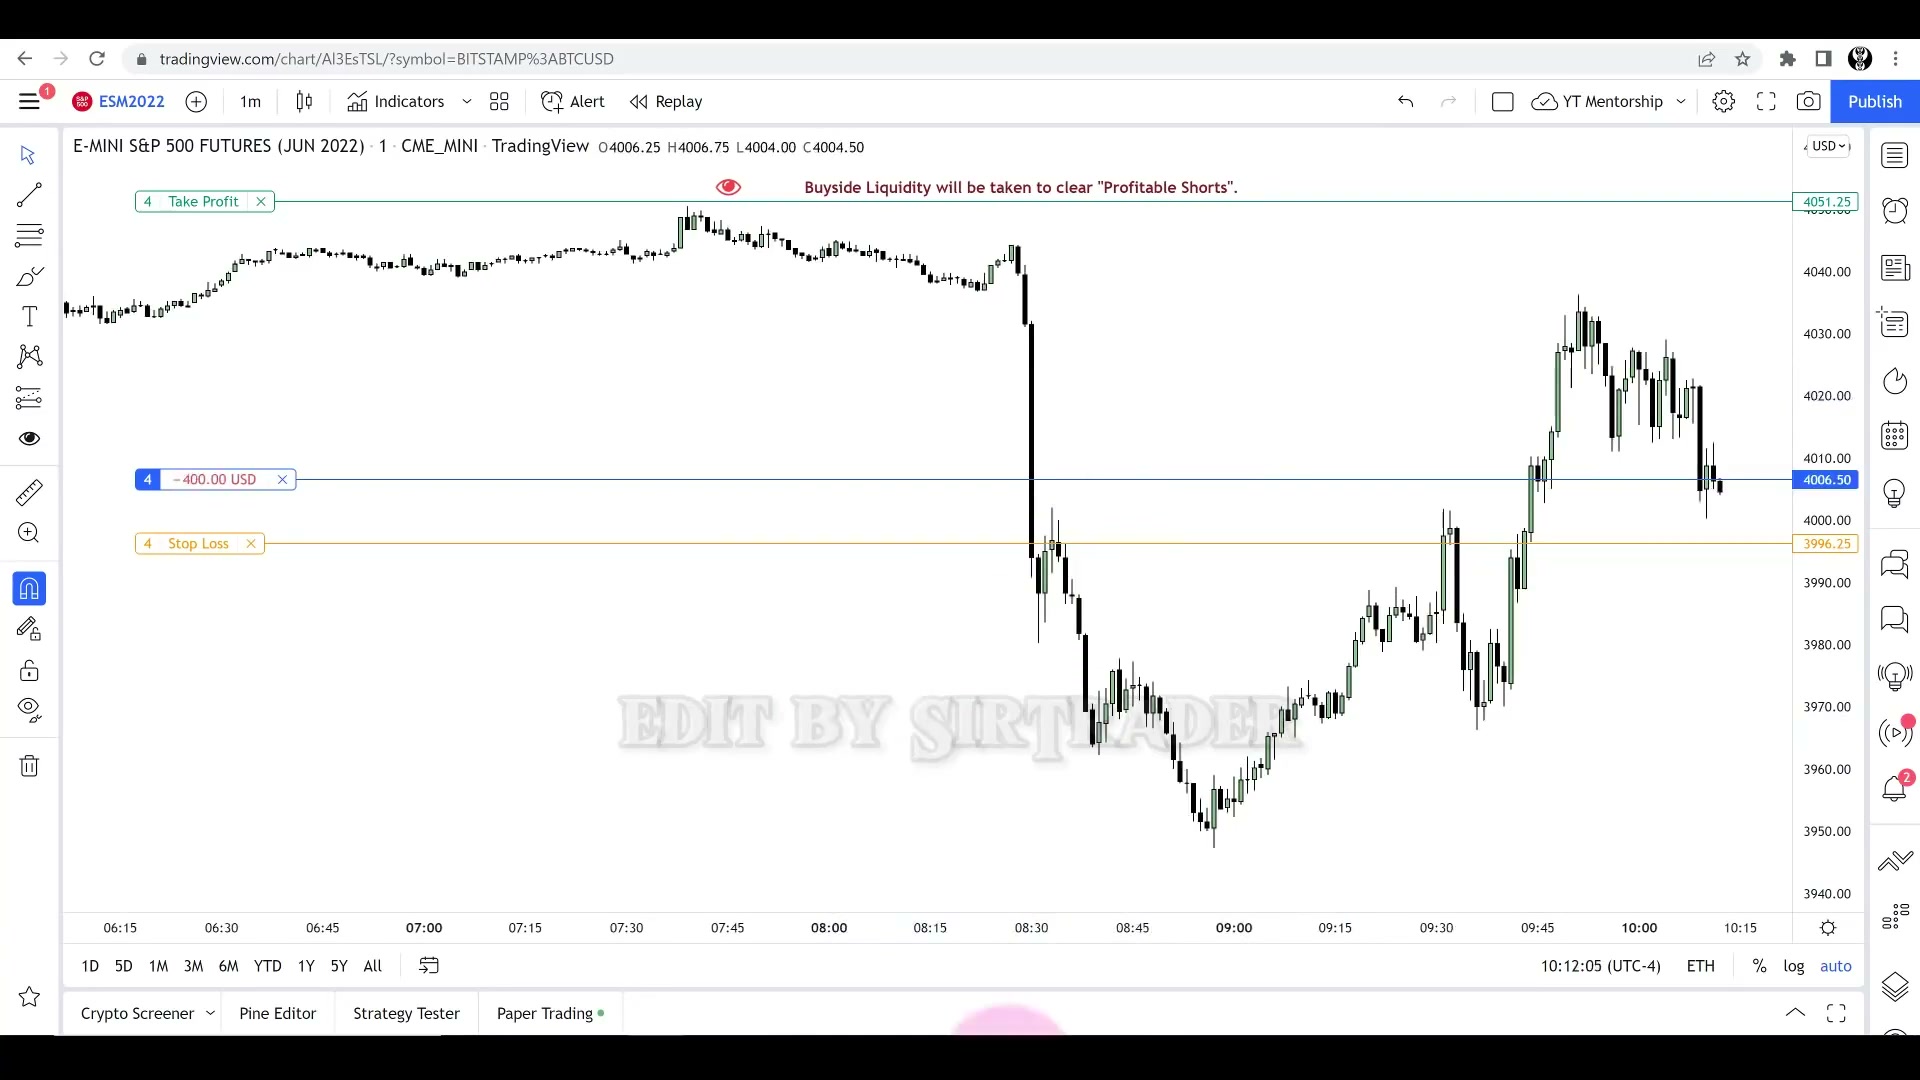 tradingview.com/chart/Al3EsTSL/?symbol=BITSTAMP%3ABTCUSD
1 S&P 500 ESM2022 1m Indicators Alert Replay YT Mentorship Publish
E-MINI S&P 500 FUTURES (JUN 2022) · 1 · CME_MINI · TradingView O4006.25 H4006.75 L4004.00 C4004.50 USD
Buyside Liquidity will be taken to clear "Profitable Shorts".
4 Take Profit 4051.25
4040.00
4030.00
4020.00
4010.00
4 −400.00 USD 4006.50
4000.00
4 Stop Loss 3996.25
3990.00
3980.00
3970.00
EDIT BY SIRTRADER
3960.00
2
3950.00
3940.00
06:15 06:30 06:45 07:00 07:15 07:30 07:45 08:00 08:15 08:30 08:45 09:00 09:15 09:30 09:45 10:00 10:15
1D 5D 1M 3M 6M YTD 1Y 5Y All 10:12:05 (UTC-4) ETH % log auto
Crypto Screener Pine Editor Strategy Tester Paper Trading